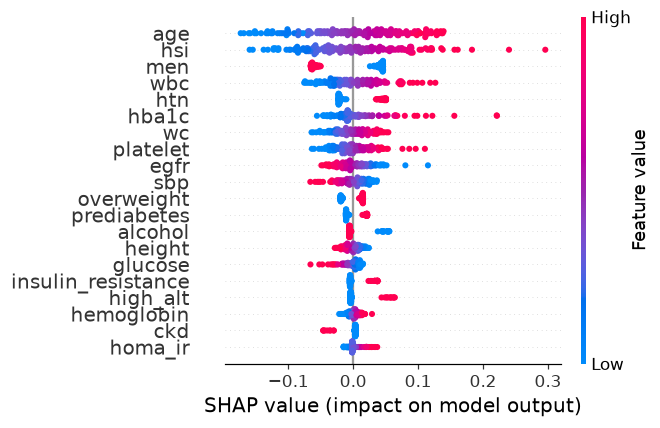 High
age
hsi
men
wbc
htn
hba1c
wc
platelet
egfr
sbp
overweight
prediabetes
alcohol
height
glucose
insulin_resistance
high_alt
hemoglobin
ckd
homa_ir
Feature value
Low
−0.1 0.0 0.1 0.2 0.3
SHAP value (impact on model output)